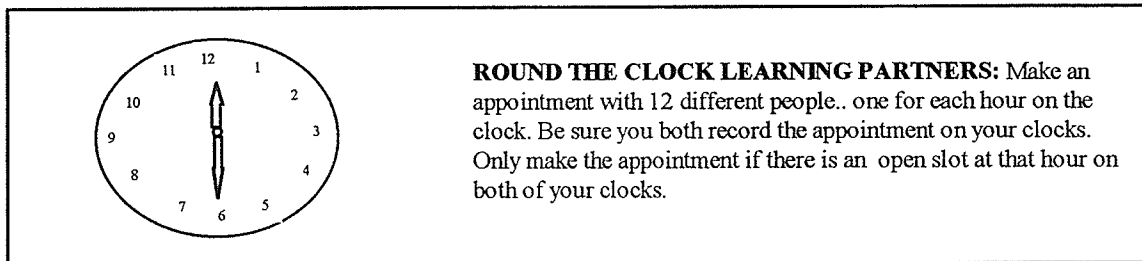 12
11
1
10
2
9
3
8
4
7
6
5
ROUND THE CLOCK LEARNING PARTNERS: Make an
appointment with 12 different people.. one for each hour on the
clock. Be sure you both record the appointment on your clocks.
Only make the appointment if there is an open slot at that hour on
both of your clocks.